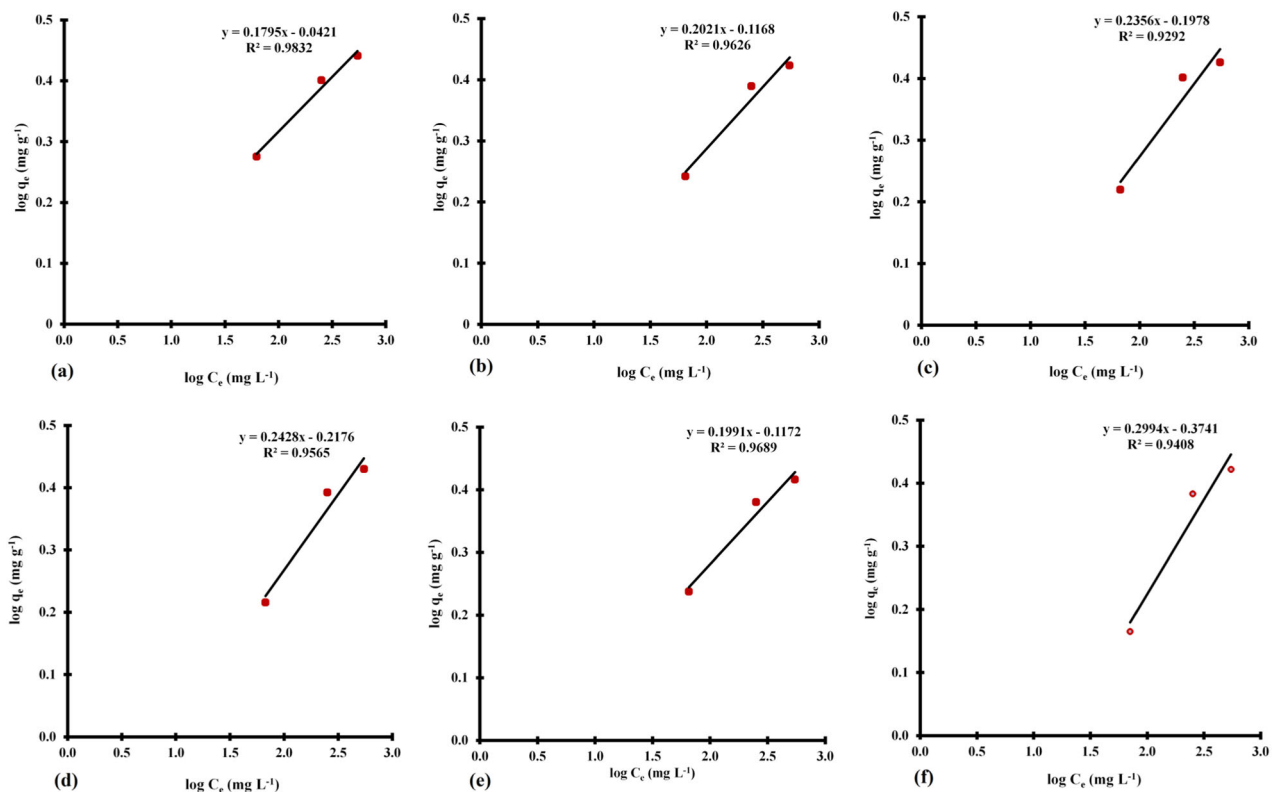 y = 0.1795x - 0.0421
R² = 0.9832
0.5
0.4
0.3
0.2
0.1
0
log qₑ (mg g⁻¹)
0.0 0.5 1.0 1.5 2.0 2.5 3.0
(a)
log Cₑ (mg L⁻¹)
y = 0.2021x - 0.1168
R² = 0.9626
0.5
0.4
0.3
0.2
0.1
0
log qₑ (mg g⁻¹)
0.0 0.5 1.0 1.5 2.0 2.5 3.0
(b)
log Cₑ (mg L⁻¹)
y = 0.2356x - 0.1978
R² = 0.9292
0.5
0.4
0.3
0.2
0.1
0
log qₑ (mg g⁻¹)
0.0 0.5 1.0 1.5 2.0 2.5 3.0
(c)
log Cₑ (mg L⁻¹)
y = 0.2428x - 0.2176
R² = 0.9565
0.5
0.4
0.3
0.2
0.1
0.0
log qₑ (mg g⁻¹)
0.0 0.5 1.0 1.5 2.0 2.5 3.0
(d)
log Cₑ (mg L⁻¹)
y = 0.1991x - 0.1172
R² = 0.9689
0.5
0.4
0.3
0.2
0.1
0.0
log qₑ (mg g⁻¹)
0.0 0.5 1.0 1.5 2.0 2.5 3.0
(e)
log Cₑ (mg L⁻¹)
y = 0.2994x - 0.3741
R² = 0.9408
0.5
0.4
0.3
0.2
0.1
0.0
log qₑ (mg g⁻¹)
0.0 0.5 1.0 1.5 2.0 2.5 3.0
(f)
log Cₑ (mg L⁻¹)